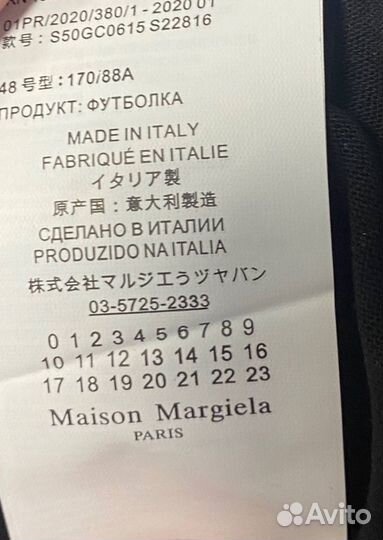 01PR/2020/380/1 - 2020 01
款号: S50GC0615 S22816
48 号型:170/88A
ПРОДУКТ: ФУТБОЛКА
MADE IN ITALY
FABRIQUÉ EN ITALIE
イタリア製
原产国:意大利製造
СДЕЛАНО В ИТАЛИИ
PRODUZIDO NA ITALIA
株式会社マルジエラヅヤバン
03-5725-2333
0 1 2 3 4 5 6 7 8 9
10 11 12 13 14 15 16
17 18 19 20 21 22 23
Maison Margiela
PARIS
Avito